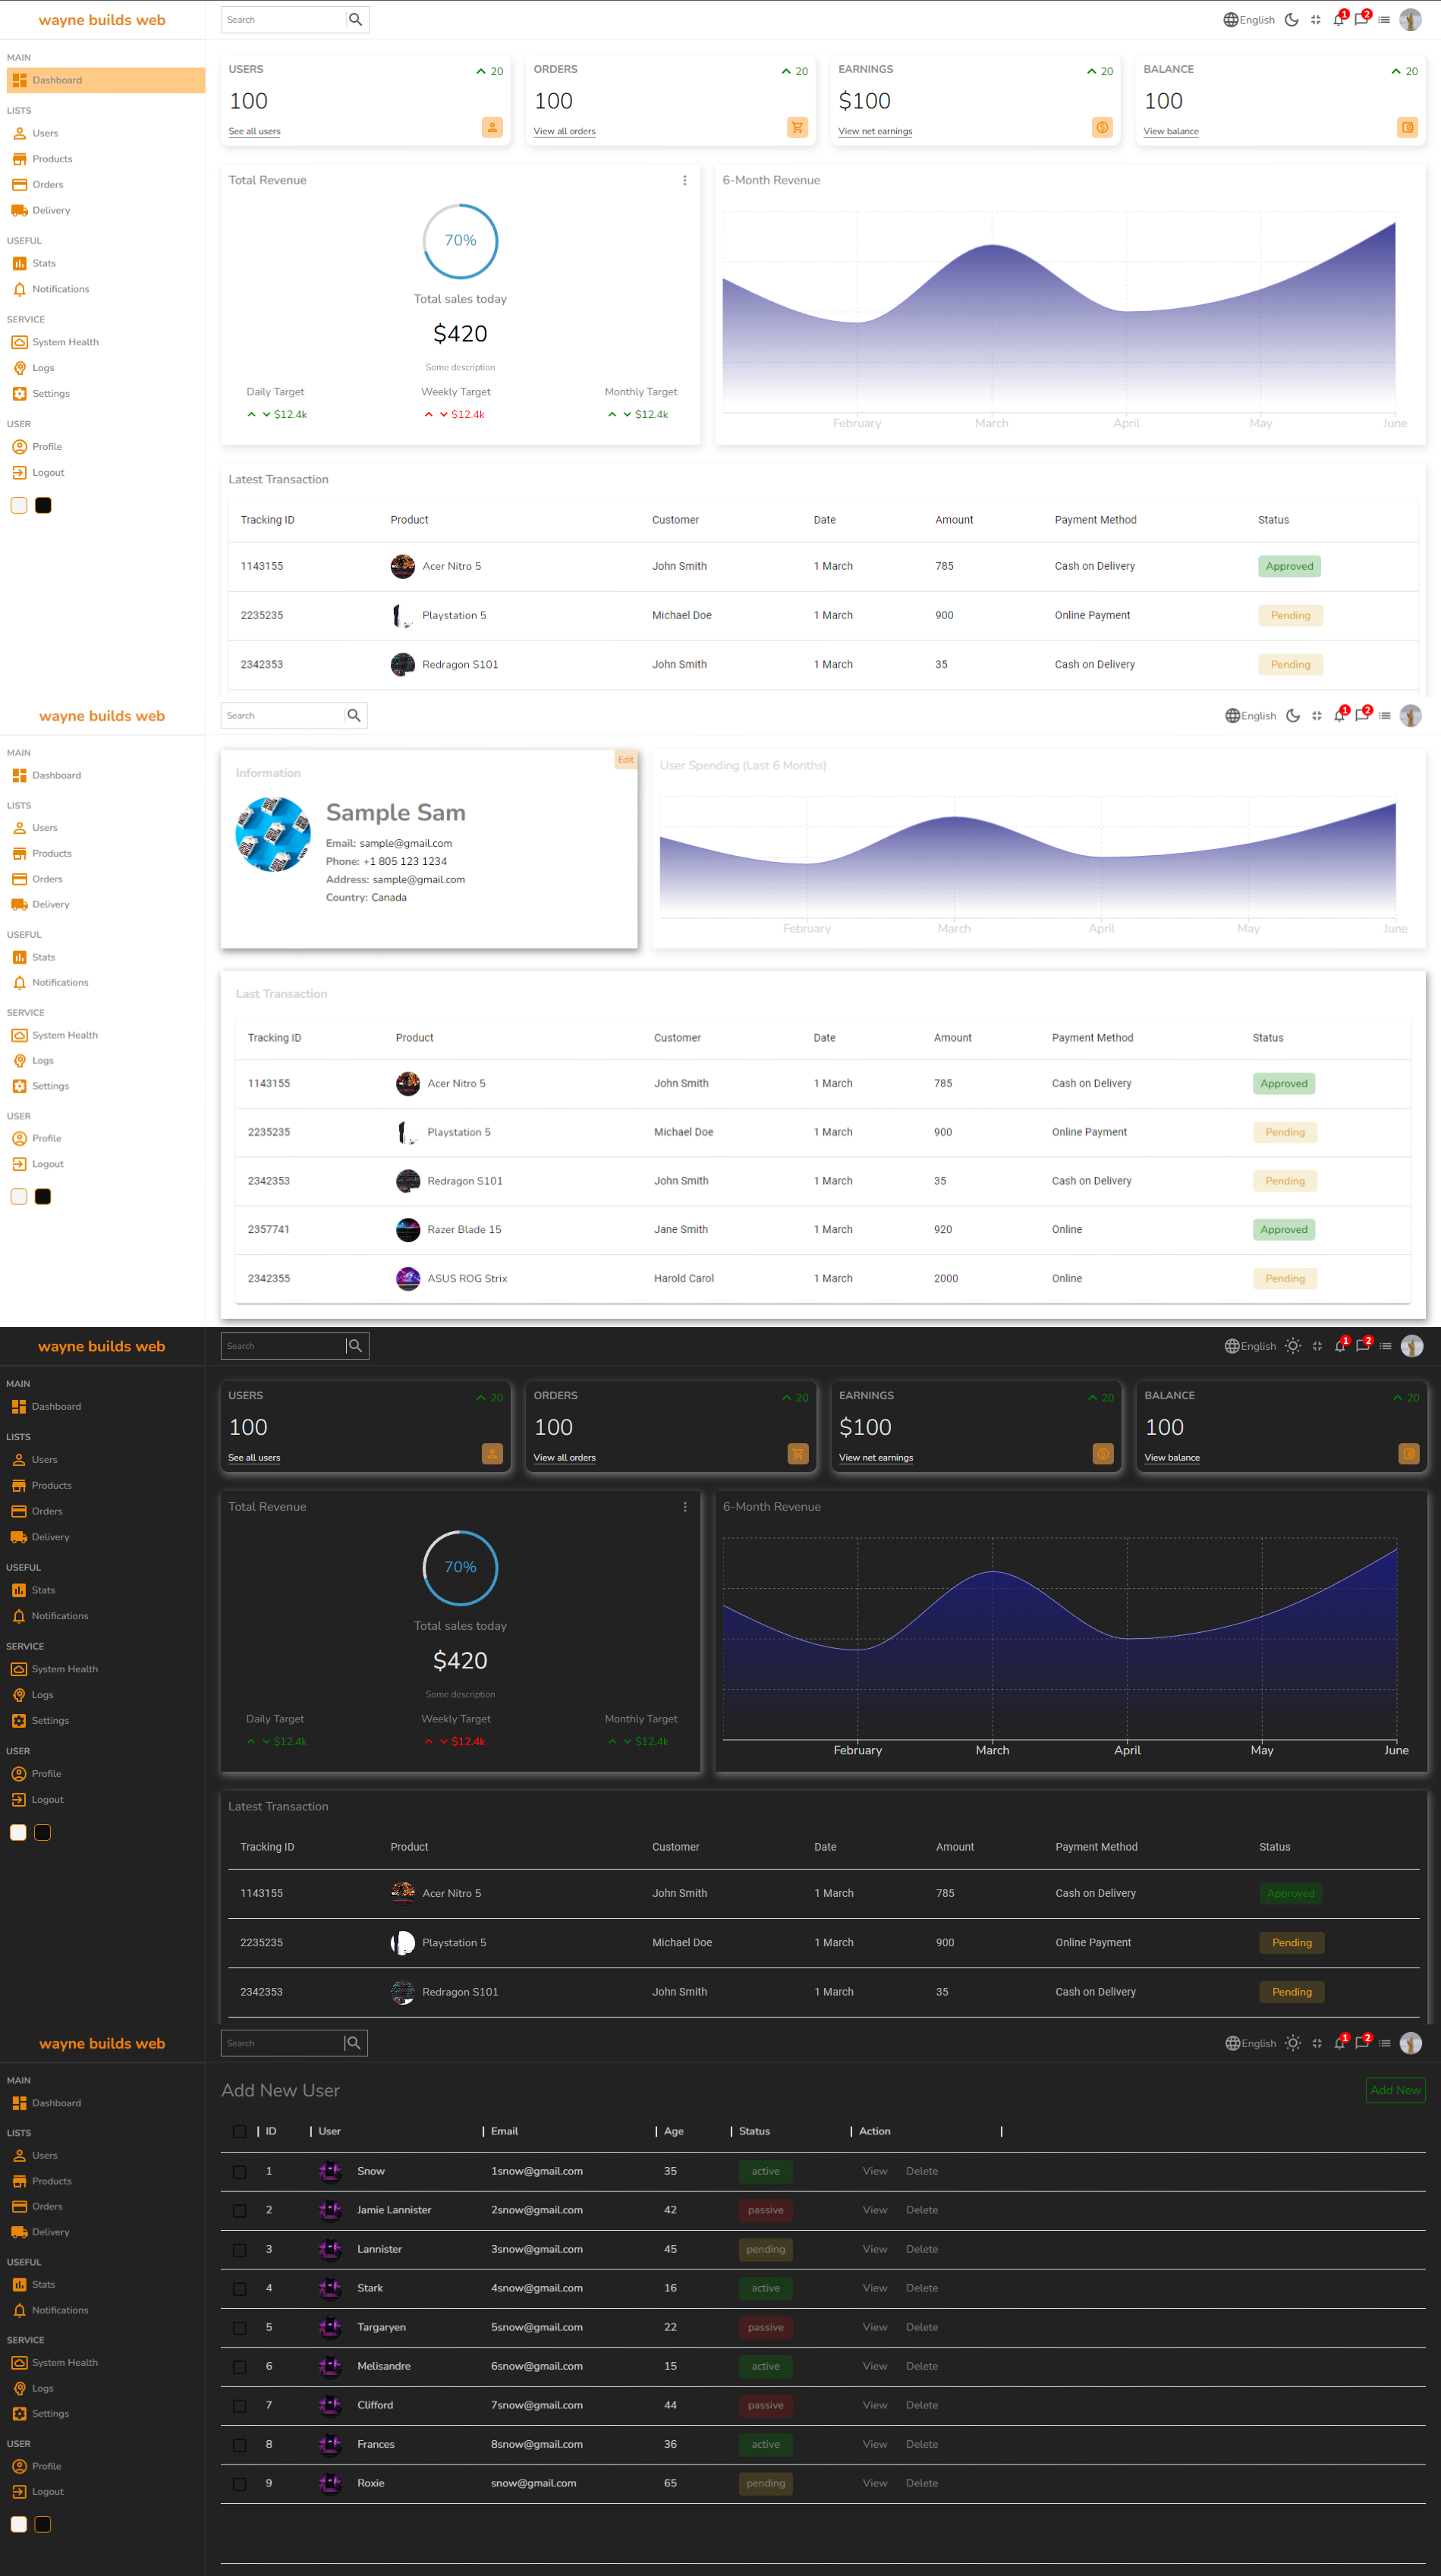 wayne builds web
Search
English
1
2
MAIN
Dashboard
LISTS
Users
Products
Orders
Delivery
USEFUL
Stats
Notifications
SERVICE
System Health
Logs
Settings
USER
Profile
Logout
USERS 20
100
See all users
ORDERS 20
100
View all orders
EARNINGS 20
$100
View net earnings
BALANCE 20
100
View balance
Total Revenue
70%
Total sales today
$420
Some description
Daily Target Weekly Target Monthly Target
$12.4k $12.4k $12.4k
6-Month Revenue
February March April May June
Latest Transaction
Tracking ID Product Customer Date Amount Payment Method Status
1143155 Acer Nitro 5 John Smith 1 March 785 Cash on Delivery Approved
2235235 Playstation 5 Michael Doe 1 March 900 Online Payment Pending
2342353 Redragon S101 John Smith 1 March 35 Cash on Delivery Pending
wayne builds web
Search
English
1
2
MAIN
Dashboard
LISTS
Users
Products
Orders
Delivery
USEFUL
Stats
Notifications
SERVICE
System Health
Logs
Settings
USER
Profile
Logout
Edit
Information
Sample Sam
Email: sample@gmail.com
Phone: +1 805 123 1234
Address: sample@gmail.com
Country: Canada
User Spending (Last 6 Months)
February March April May June
Last Transaction
Tracking ID Product Customer Date Amount Payment Method Status
1143155 Acer Nitro 5 John Smith 1 March 785 Cash on Delivery Approved
2235235 Playstation 5 Michael Doe 1 March 900 Online Payment Pending
2342353 Redragon S101 John Smith 1 March 35 Cash on Delivery Pending
2357741 Razer Blade 15 Jane Smith 1 March 920 Online Approved
2342355 ASUS ROG Strix Harold Carol 1 March 2000 Online Pending
wayne builds web
Search
English
1
2
MAIN
Dashboard
LISTS
Users
Products
Orders
Delivery
USEFUL
Stats
Notifications
SERVICE
System Health
Logs
Settings
USER
Profile
Logout
USERS 20
100
See all users
ORDERS 20
100
View all orders
EARNINGS 20
$100
View net earnings
BALANCE 20
100
View balance
Total Revenue
70%
Total sales today
$420
Some description
Daily Target Weekly Target Monthly Target
$12.4k $12.4k $12.4k
6-Month Revenue
February March April May June
Latest Transaction
Tracking ID Product Customer Date Amount Payment Method Status
1143155 Acer Nitro 5 John Smith 1 March 785 Cash on Delivery Approved
2235235 Playstation 5 Michael Doe 1 March 900 Online Payment Pending
2342353 Redragon S101 John Smith 1 March 35 Cash on Delivery Pending
wayne builds web
Search
English
1
2
MAIN
Dashboard
LISTS
Users
Products
Orders
Delivery
USEFUL
Stats
Notifications
SERVICE
System Health
Logs
Settings
USER
Profile
Logout
Add New User
Add New
ID User Email Age Status Action
1 Snow 1snow@gmail.com 35 active View Delete
2 Jamie Lannister 2snow@gmail.com 42 passive View Delete
3 Lannister 3snow@gmail.com 45 pending View Delete
4 Stark 4snow@gmail.com 16 active View Delete
5 Targaryen 5snow@gmail.com 22 passive View Delete
6 Melisandre 6snow@gmail.com 15 active View Delete
7 Clifford 7snow@gmail.com 44 passive View Delete
8 Frances 8snow@gmail.com 36 active View Delete
9 Roxie snow@gmail.com 65 pending View Delete